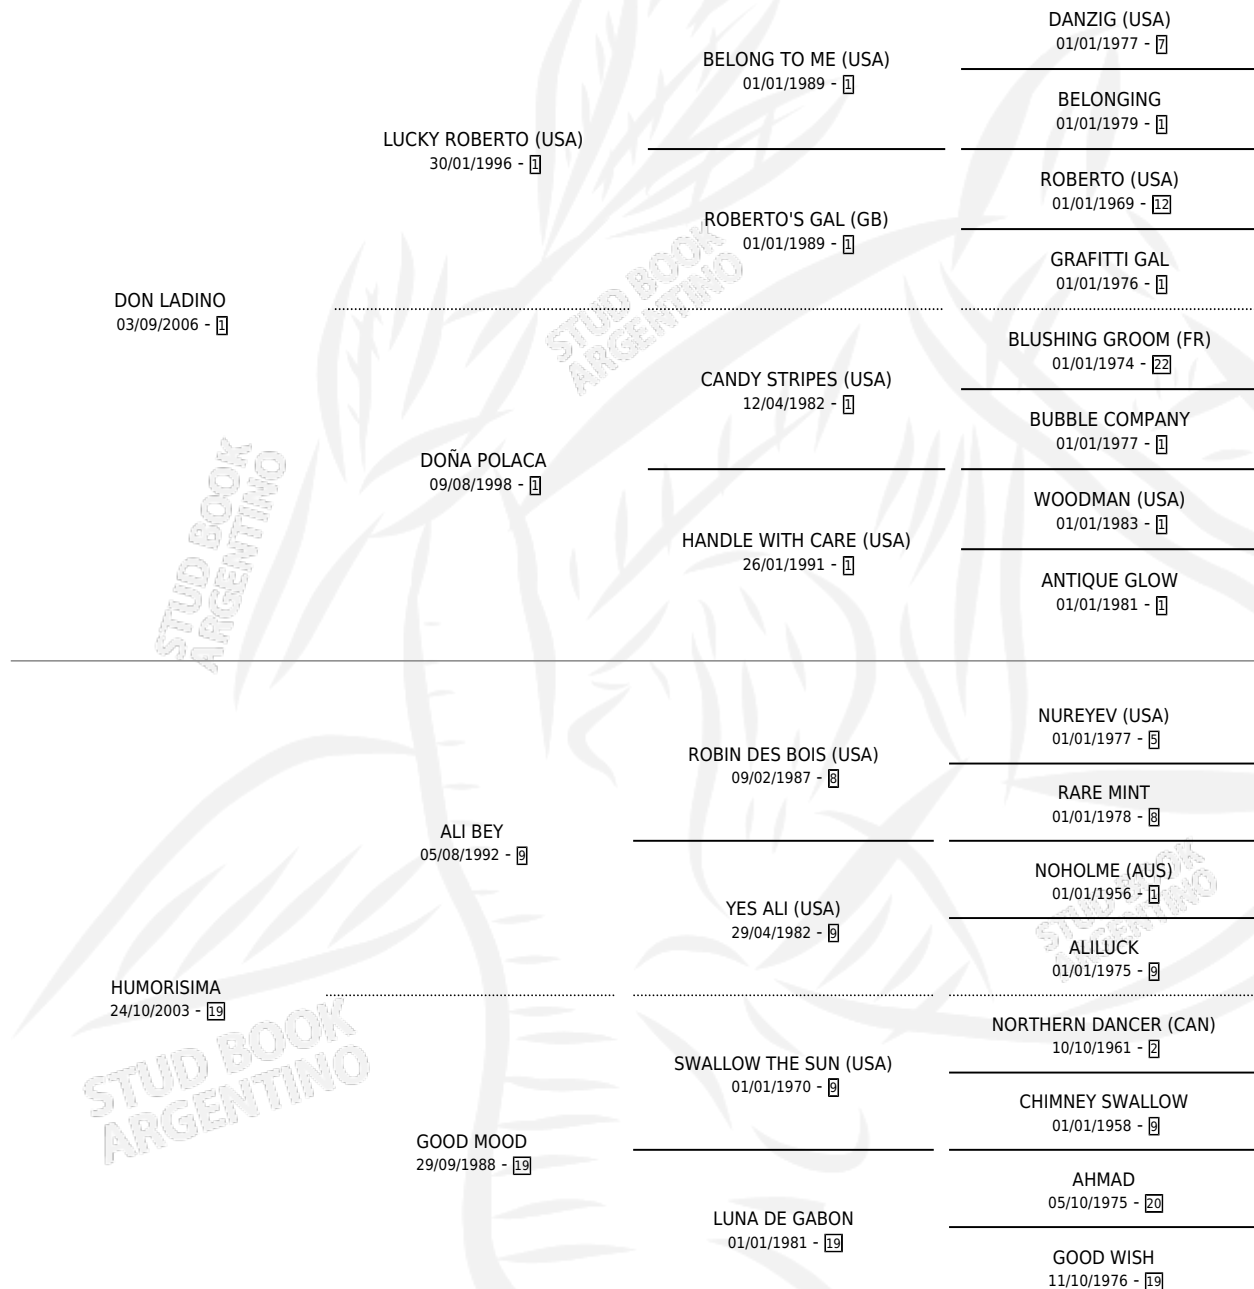 DANZIG (USA)
01/01/1977 - 7
BELONG TO ME (USA)
01/01/1989 - 1
BELONGING
01/01/1979 - 1
LUCKY ROBERTO (USA)
30/01/1996 - 1
ROBERTO (USA)
01/01/1969 - 12
ROBERTO'S GAL (GB)
01/01/1989 - 1
GRAFITTI GAL
01/01/1976 - 1
DON LADINO
03/09/2006 - 1
STUD BOOK
ARGENTINO
BLUSHING GROOM (FR)
01/01/1974 - 22
CANDY STRIPES (USA)
12/04/1982 - 1
BUBBLE COMPANY
01/01/1977 - 1
DOÑA POLACA
09/08/1998 - 1
WOODMAN (USA)
01/01/1983 - 1
HANDLE WITH CARE (USA)
26/01/1991 - 1
ANTIQUE GLOW
01/01/1981 - 1
STUD BOOK
ARGENTINO
NUREYEV (USA)
01/01/1977 - 5
ROBIN DES BOIS (USA)
09/02/1987 - 8
RARE MINT
01/01/1978 - 8
ALI BEY
05/08/1992 - 9
NOHOLME (AUS)
01/01/1956 - 1
YES ALI (USA)
29/04/1982 - 9
ALILUCK
01/01/1975 - 9
STUD BOOK
ARGENTINO
HUMORISIMA
24/10/2003 - 19
NORTHERN DANCER (CAN)
10/10/1961 - 2
SWALLOW THE SUN (USA)
01/01/1970 - 9
CHIMNEY SWALLOW
01/01/1958 - 9
STUD BOOK
ARGENTINO
GOOD MOOD
29/09/1988 - 19
AHMAD
05/10/1975 - 20
LUNA DE GABON
01/01/1981 - 19
GOOD WISH
11/10/1976 - 19